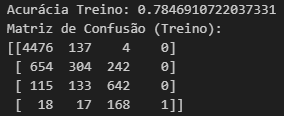 Acurácia Treino: 0.7846910722037331
Matriz de Confusão (Treino):
[[4476 137 4 0]
[ 654 304 242 0]
[ 115 133 642 0]
[ 18 17 168 1]]